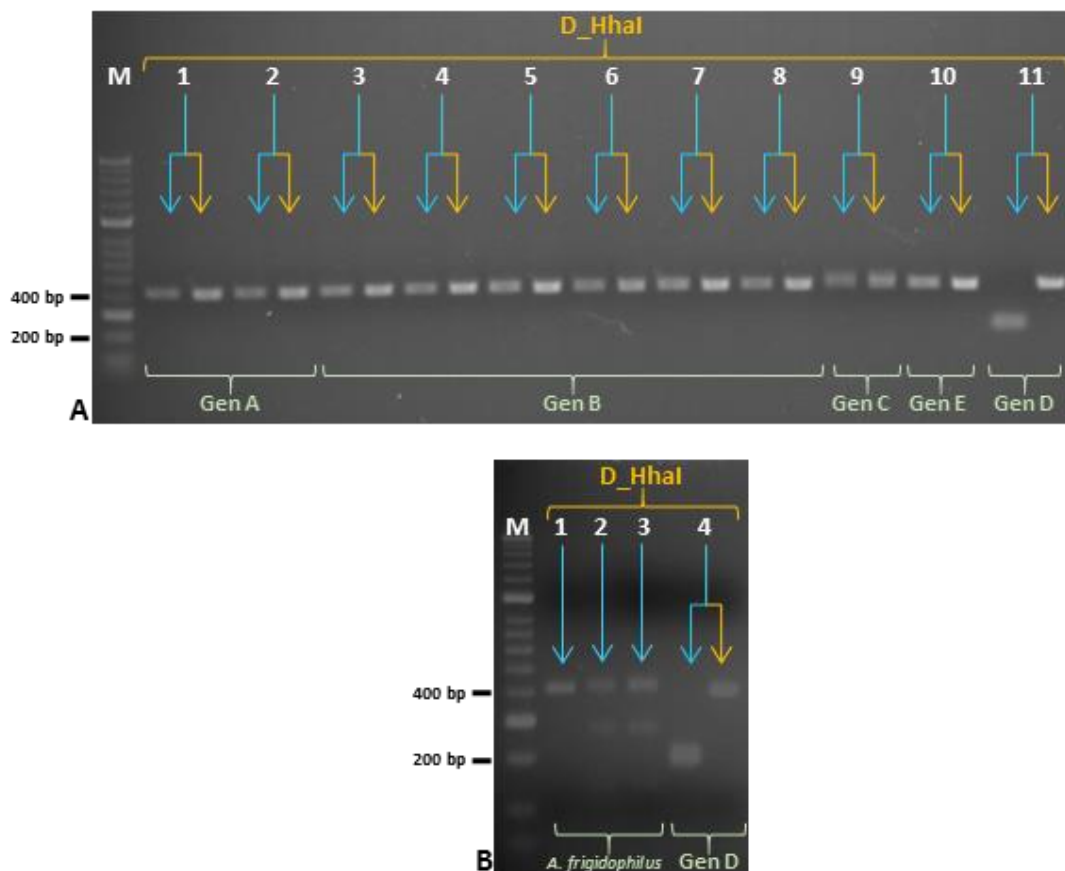 D_HhaI
M 1 2 3 4 5 6 7 8 9 10 11
400 bp
200 bp
Gen A Gen B Gen C Gen E Gen D
A
D_HhaI
M 1 2 3 4
400 bp
200 bp
A. frigidophilus Gen D
B